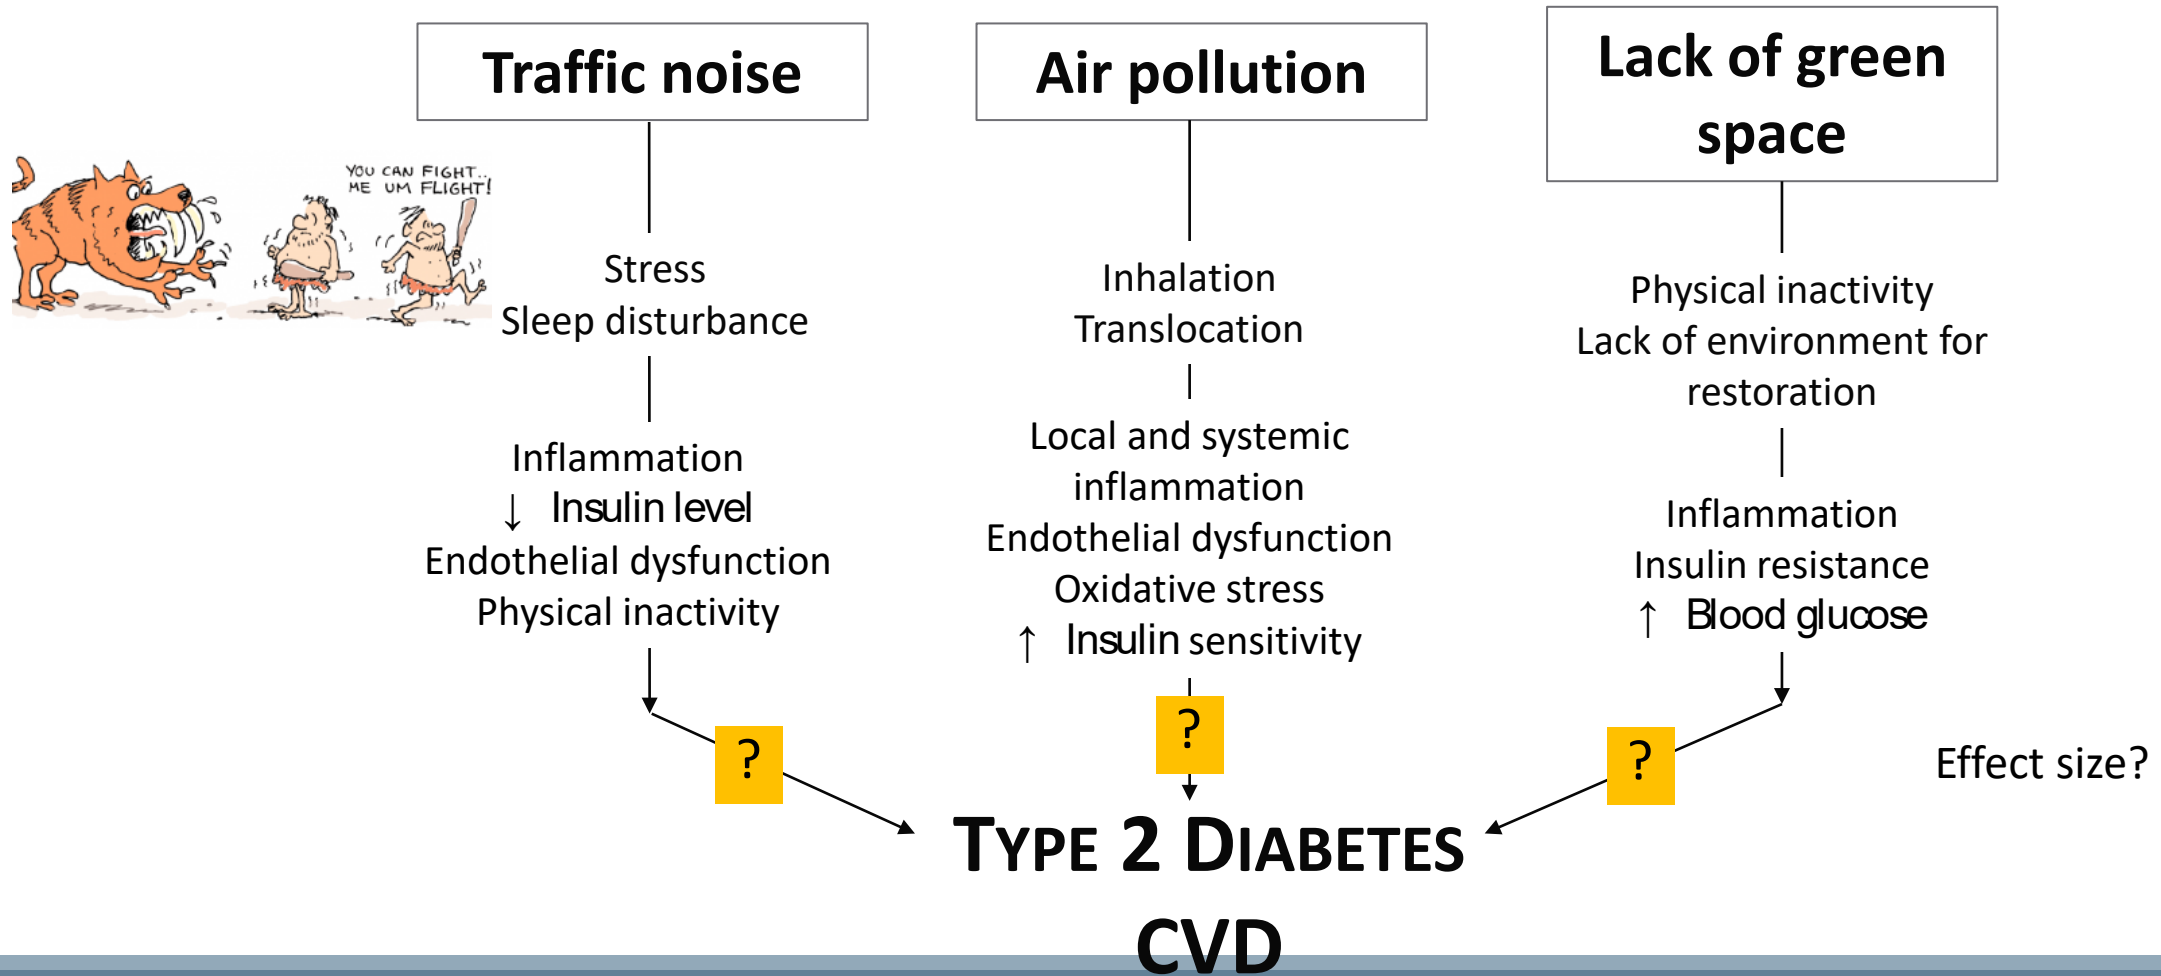 Traffic noise
Air pollution
Lack of green
space
YOU CAN FIGHT..
ME UM FLIGHT!
Stress
Sleep disturbance
Inflammation
↓ Insulin level
Endothelial dysfunction
Physical inactivity
Inhalation
Translocation
Local and systemic
inflammation
Endothelial dysfunction
Oxidative stress
↑ Insulin sensitivity
Physical inactivity
Lack of environment for
restoration
Inflammation
Insulin resistance
↑ Blood glucose
?
?
?
Effect size?
TYPE 2 DIABETES
CVD